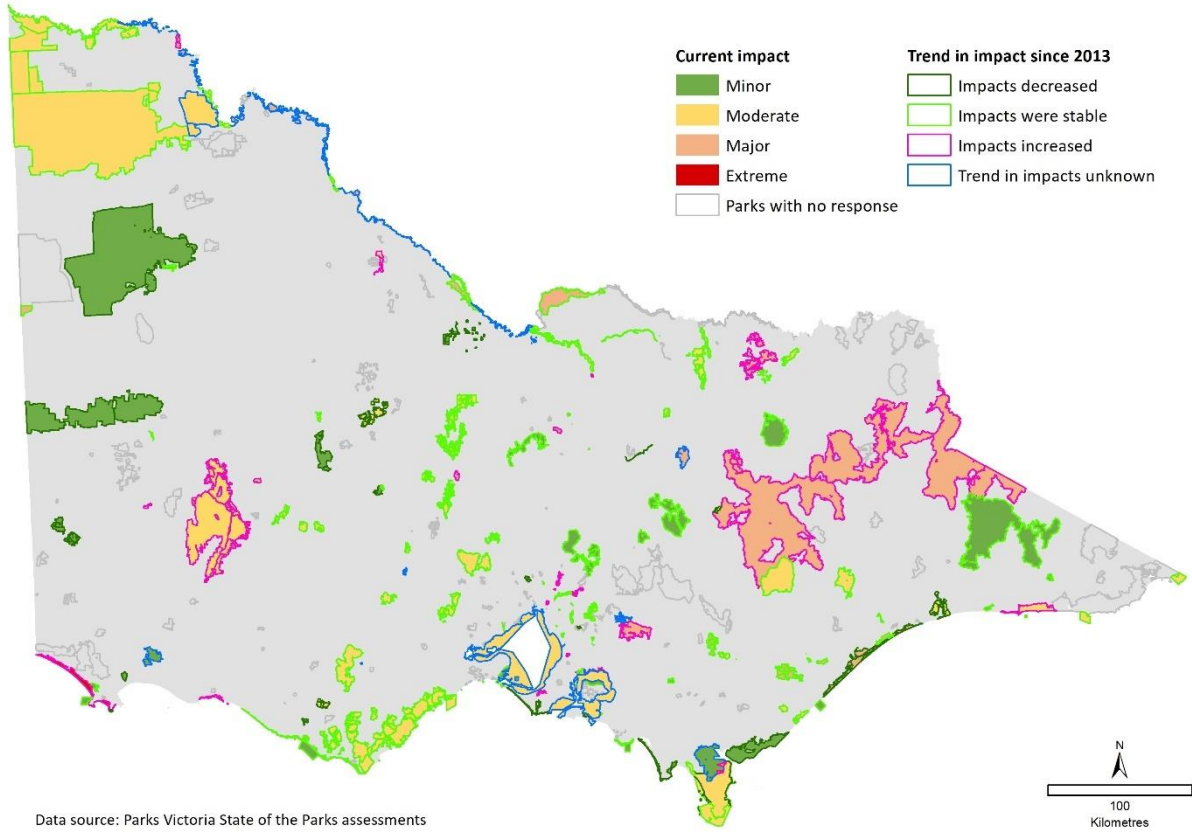 Current impact
Minor
Moderate
Major
Extreme
Parks with no response
Trend in impact since 2013
Impacts decreased
Impacts were stable
Impacts increased
Trend in impacts unknown
N
100
Kilometres
Data source: Parks Victoria State of the Parks assessments